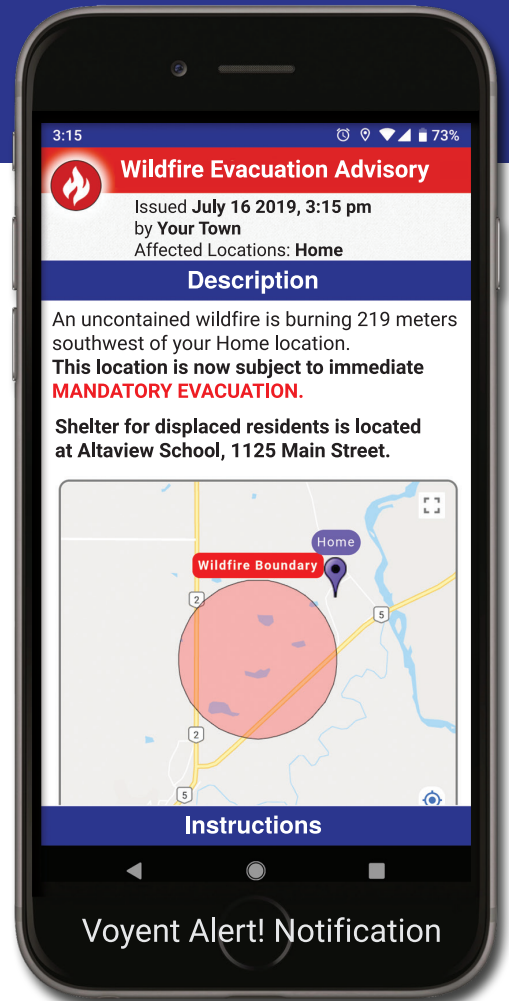 3:15
73%
Wildfire Evacuation Advisory
Issued July 16 2019, 3:15 pm
by Your Town
Affected Locations: Home
Description
An uncontained wildfire is burning 219 meters
southwest of your Home location.
This location is now subject to immediate
MANDATORY EVACUATION.
Shelter for displaced residents is located
at Altaview School, 1125 Main Street.
Home
Wildfire Boundary
2
5
2
5
Instructions
Voyent Alert! Notification